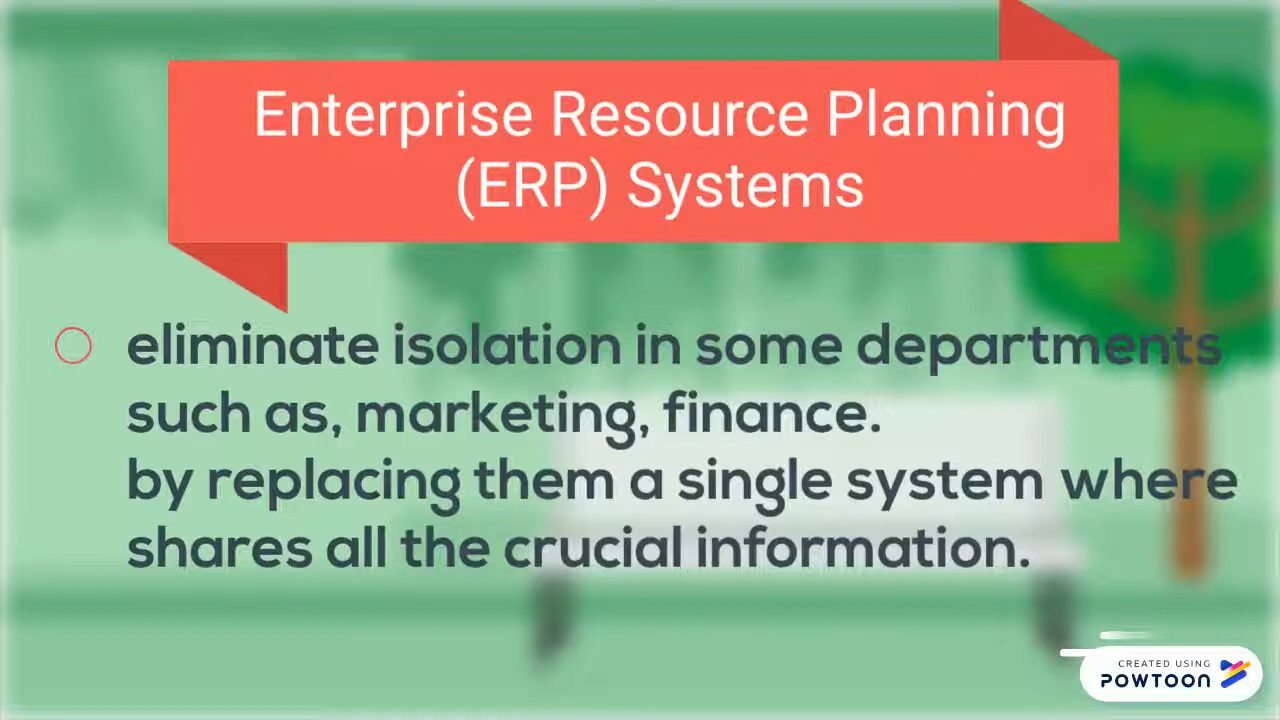 Enterprise Resource Planning
(ERP) Systems
eliminate isolation in some departments
such as, marketing, finance.
by replacing them a single system where
shares all the crucial information.
CREATED USING
POWTOON